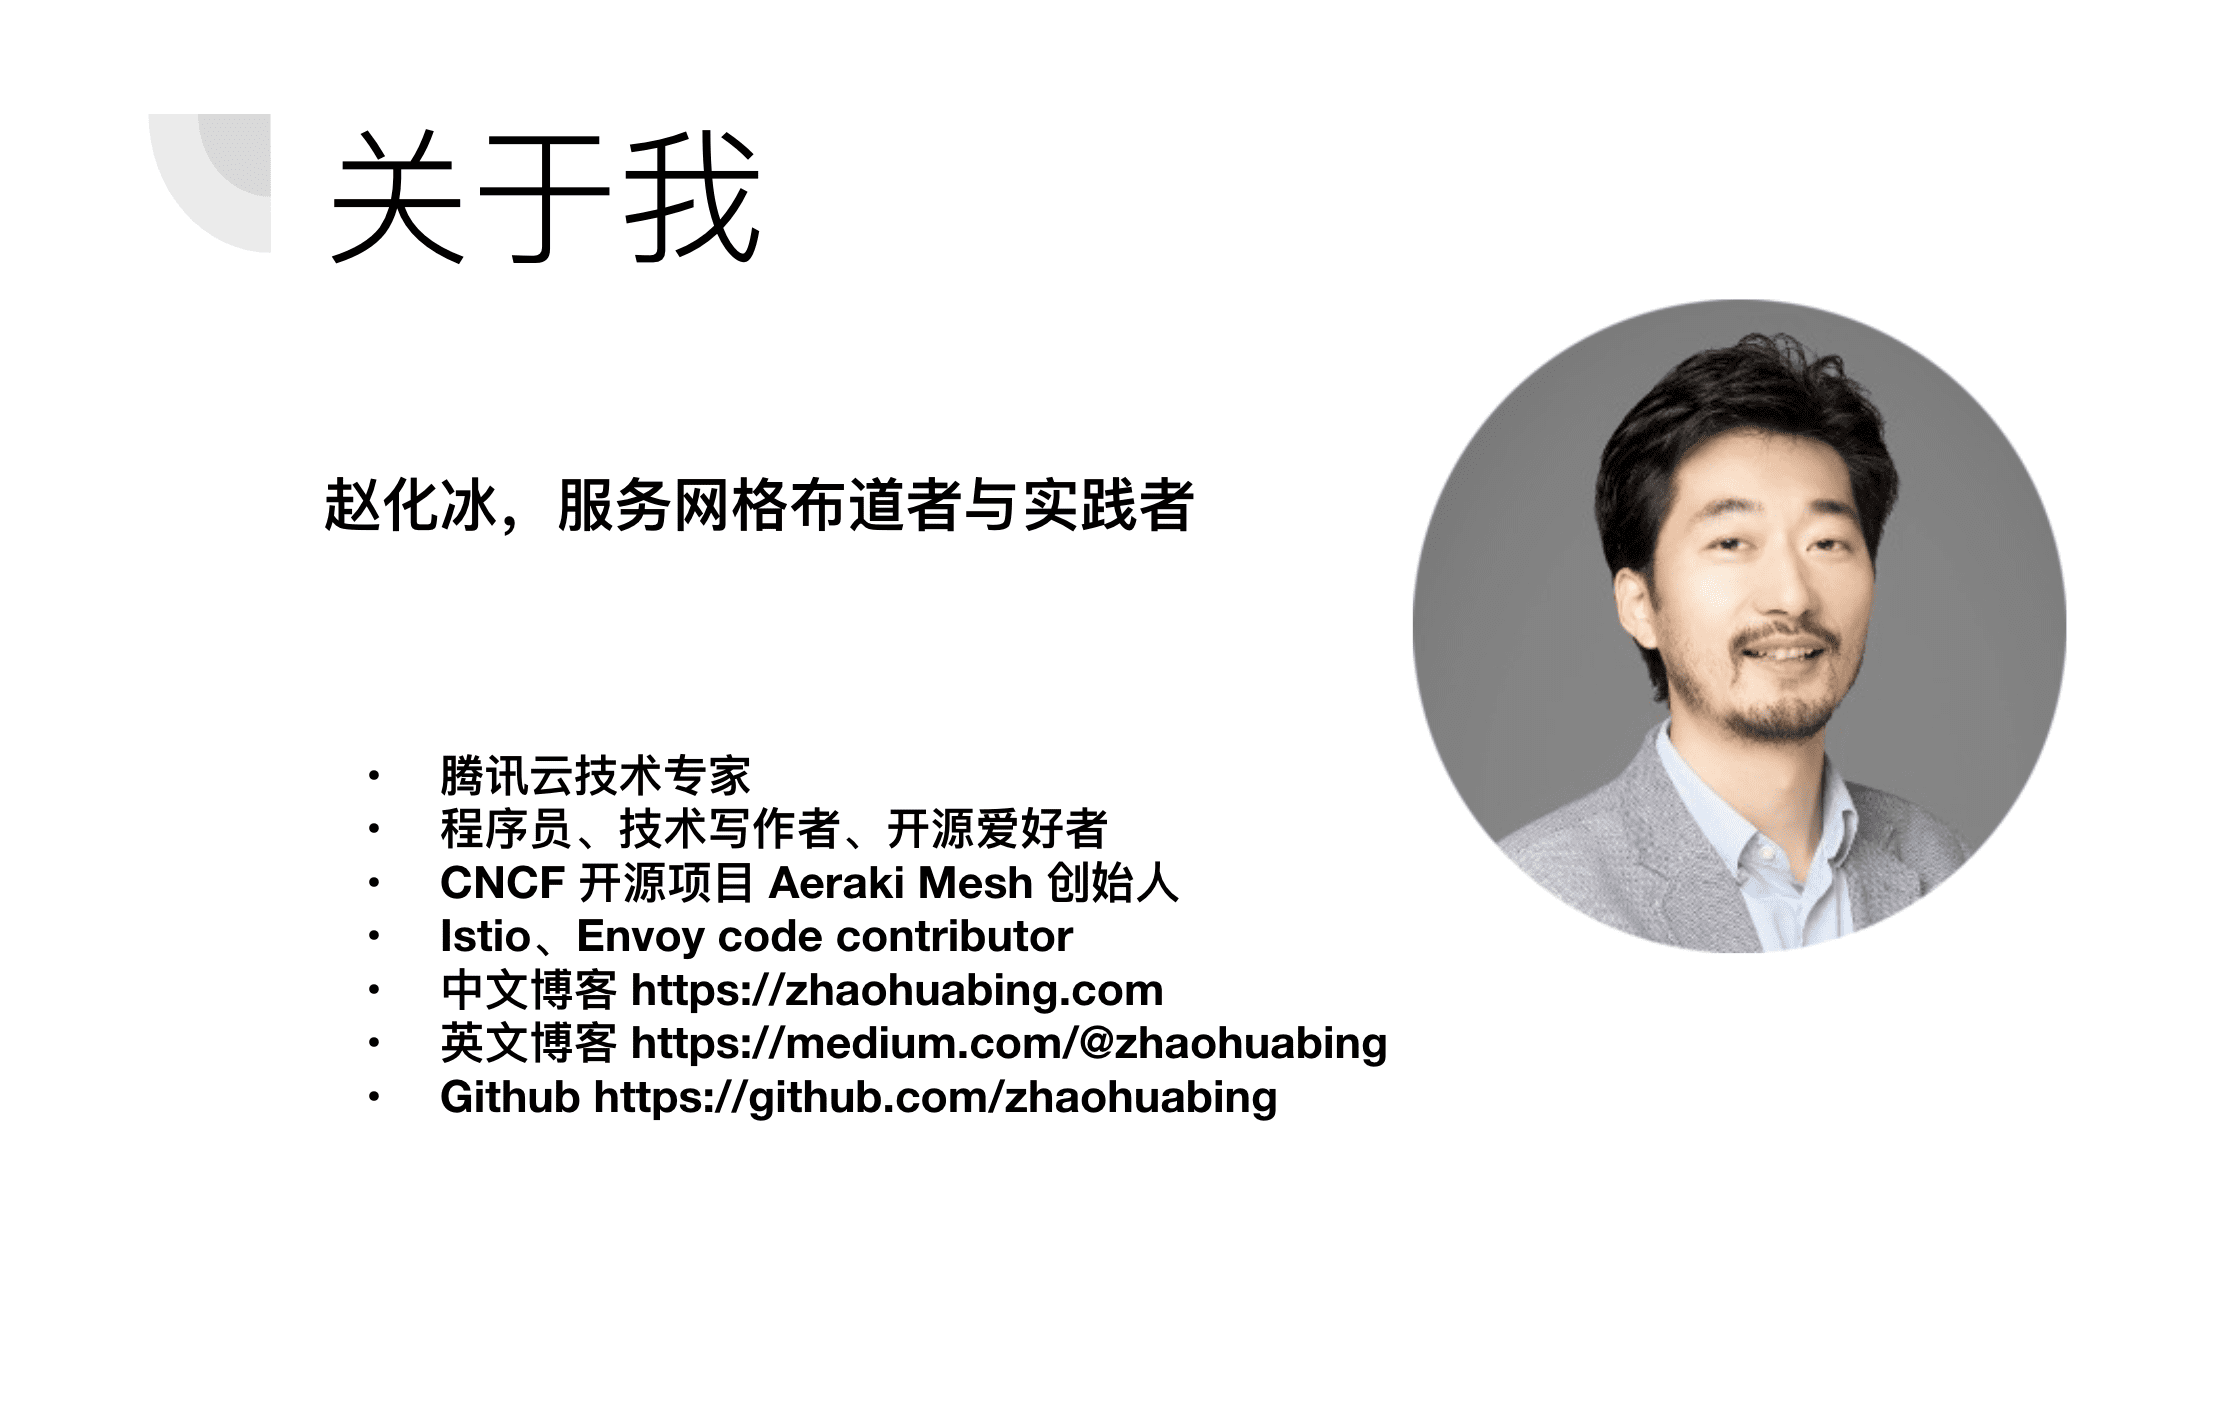 关于我
赵化冰，服务网格布道者与实践者
• 腾讯云技术专家
• 程序员、技术写作者、开源爱好者
• CNCF 开源项目 Aeraki Mesh 创始人
• Istio、Envoy code contributor
• 中文博客 https://zhaohuabing.com
• 英文博客 https://medium.com/@zhaohuabing
• Github https://github.com/zhaohuabing